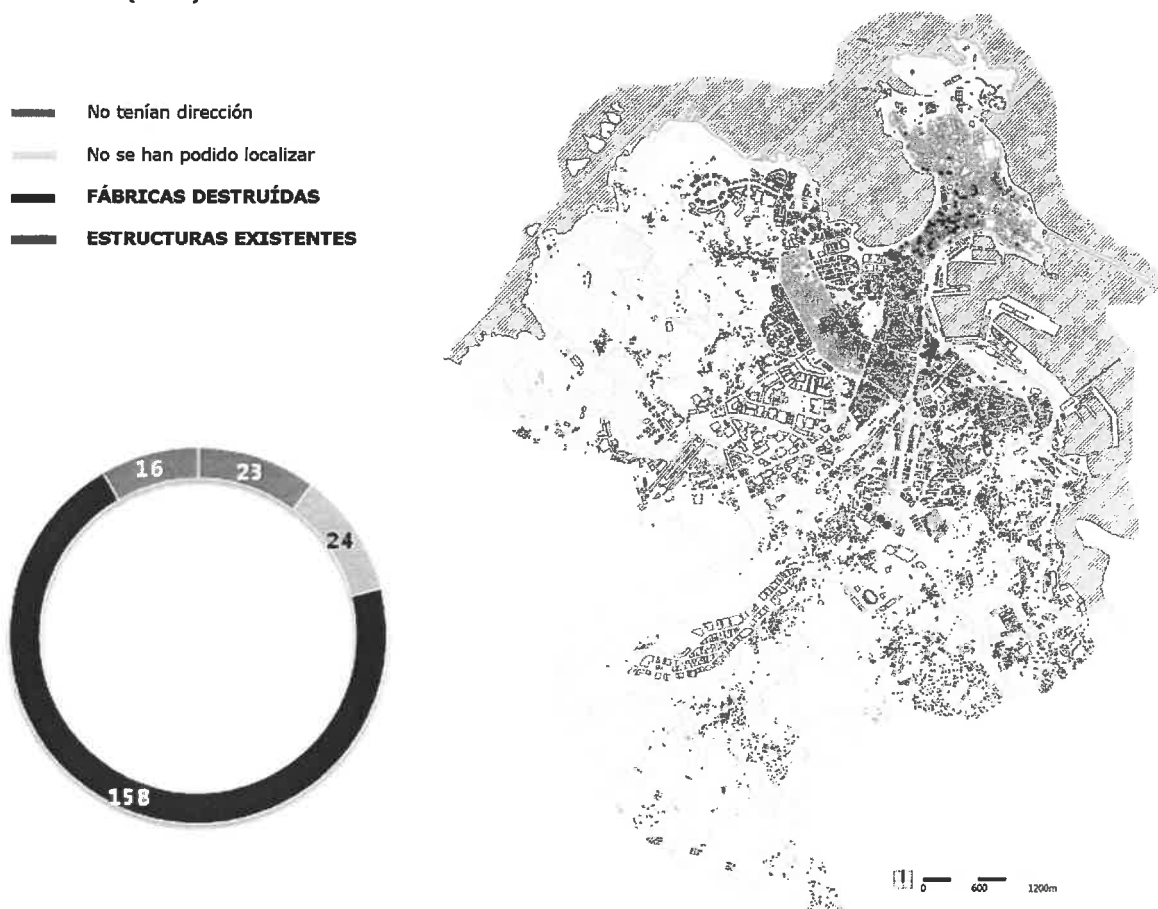 No tenían dirección
No se han podido localizar
FÁBRICAS DESTRUÍDAS
ESTRUCTURAS EXISTENTES
16
23
24
158
0 600 1200m